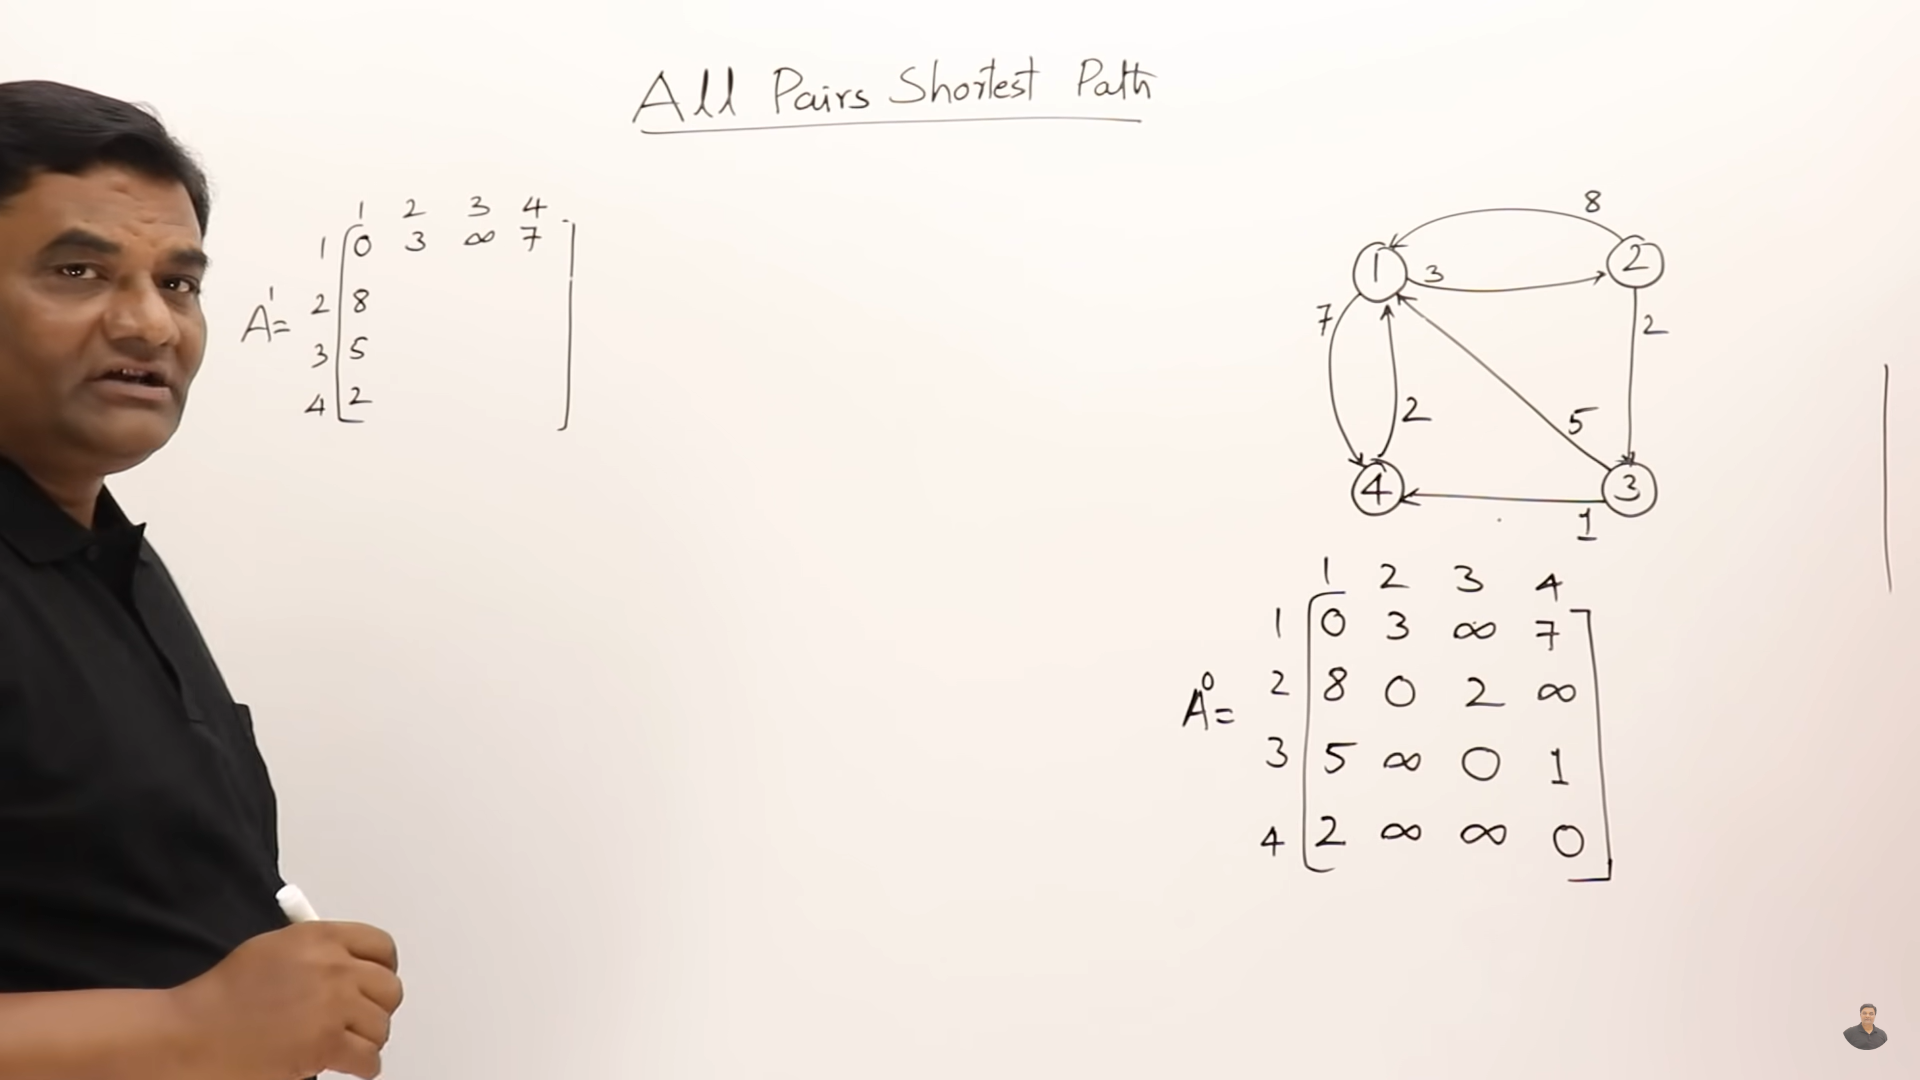 All Pairs Shortest Path
1 2 3 4
1 0 3 ∞ 7
A¹= 2 8
3 5
4 2
8
1 3 2
7 2
2 5
4 3
1
1 2 3 4
1 0 3 ∞ 7
A⁰= 2 8 0 2 ∞
3 5 ∞ 0 1
4 2 ∞ ∞ 0